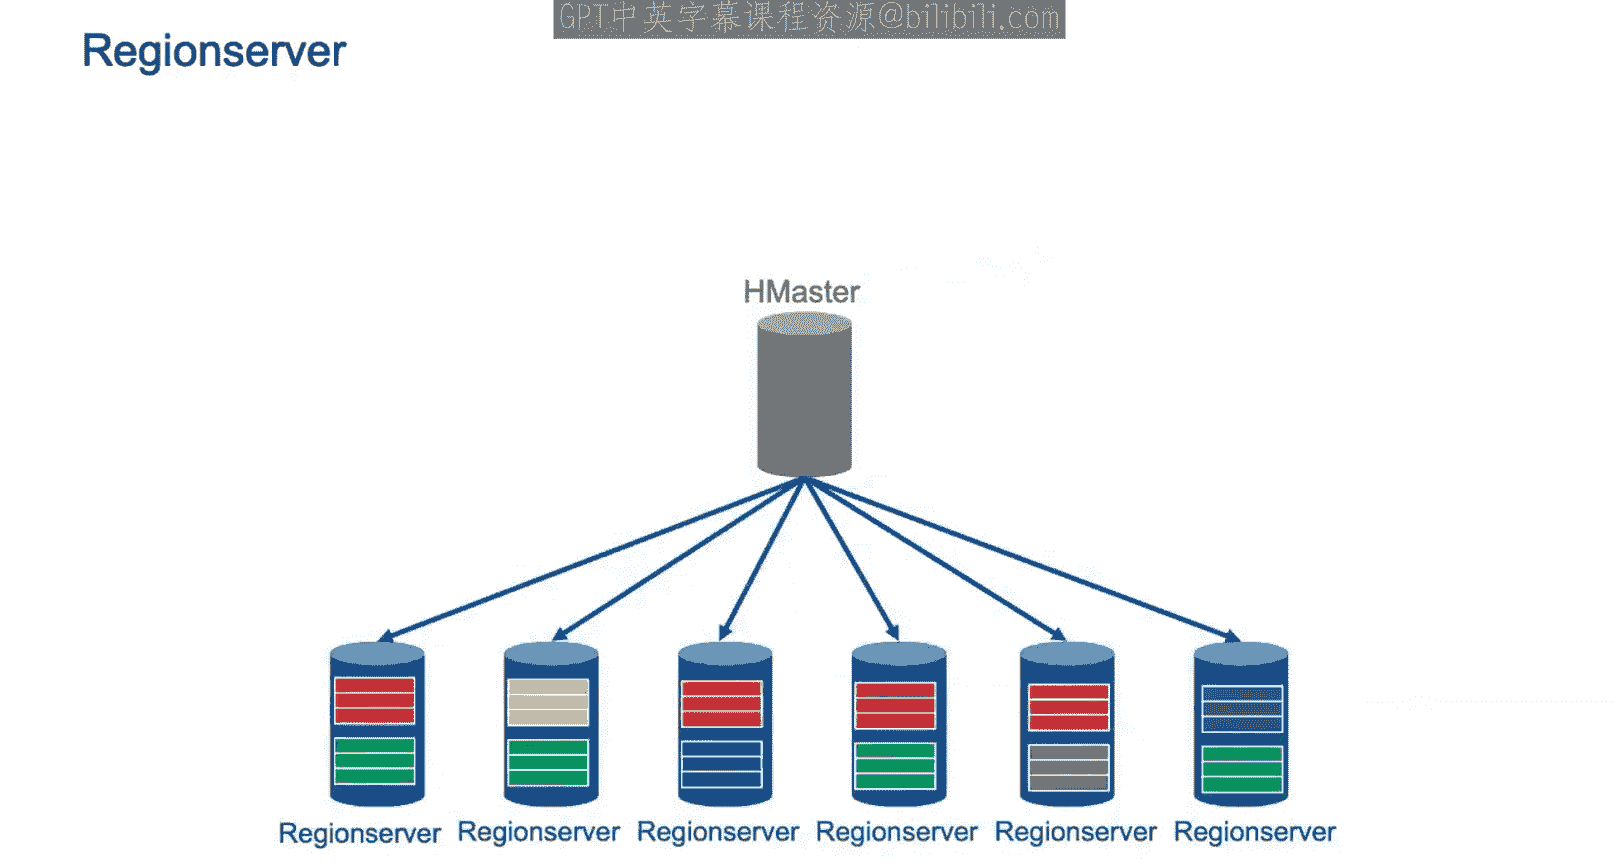 GPT中英字幕课程资源@bilibili.com
Regionserver
HMaster
Regionserver Regionserver Regionserver Regionserver Regionserver Regionserver